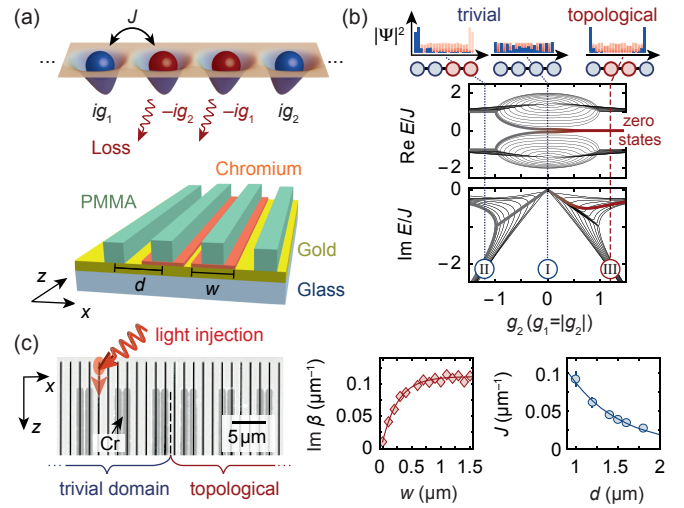 (a)
J
...
...
ig₁
–ig₂
–ig₁
ig₂
Loss
Chromium
PMMA
Gold
Glass
d
w
z
x
(b)
|Ψ|²
trivial
topological
Re E/J
2
0
−2
zero
states
Im E/J
0
−2
II
I
III
−1
0
1
g₂ (g₁=|g₂|)
(c)
light injection
x
z
Cr
5 μm
trivial domain
topological
Im β (μm⁻¹)
0.1
0.05
0
0
0.5
1
1.5
w (μm)
J (μm⁻¹)
0.1
0.05
0
1
1.5
2
d (μm)